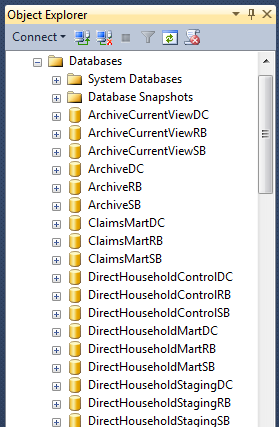 Object Explorer
Connect
Databases
System Databases
Database Snapshots
ArchiveCurrentViewDC
ArchiveCurrentViewRB
ArchiveCurrentViewSB
ArchiveDC
ArchiveRB
ArchiveSB
ClaimsMartDC
ClaimsMartRB
ClaimsMartSB
DirectHouseholdControlDC
DirectHouseholdControlRB
DirectHouseholdControlSB
DirectHouseholdMartDC
DirectHouseholdMartRB
DirectHouseholdMartSB
DirectHouseholdStagingDC
DirectHouseholdStagingRB
DirectHouseholdStagingSB